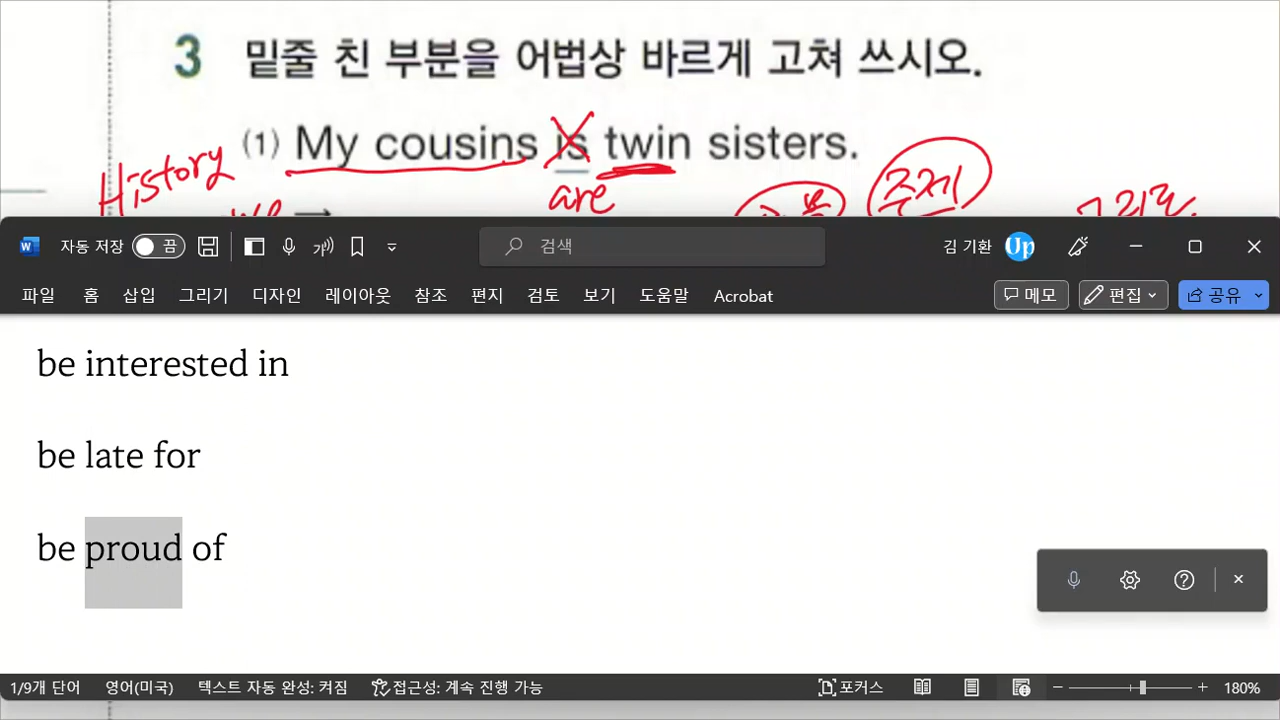 3 밑줄 친 부분을 어법상 바르게 고쳐 쓰시오.
(1) My cousins is twin sisters.
History
are
주제
자동 저장 끔 검색 김 기환 Up
파일 홈 삽입 그리기 디자인 레이아웃 참조 편지 검토 보기 도움말 Acrobat 메모 편집 공유
be interested in
be late for
be proud of
1/9개 단어 영어(미국) 텍스트 자동 완성: 켜짐 접근성: 계속 진행 가능 포커스 180%